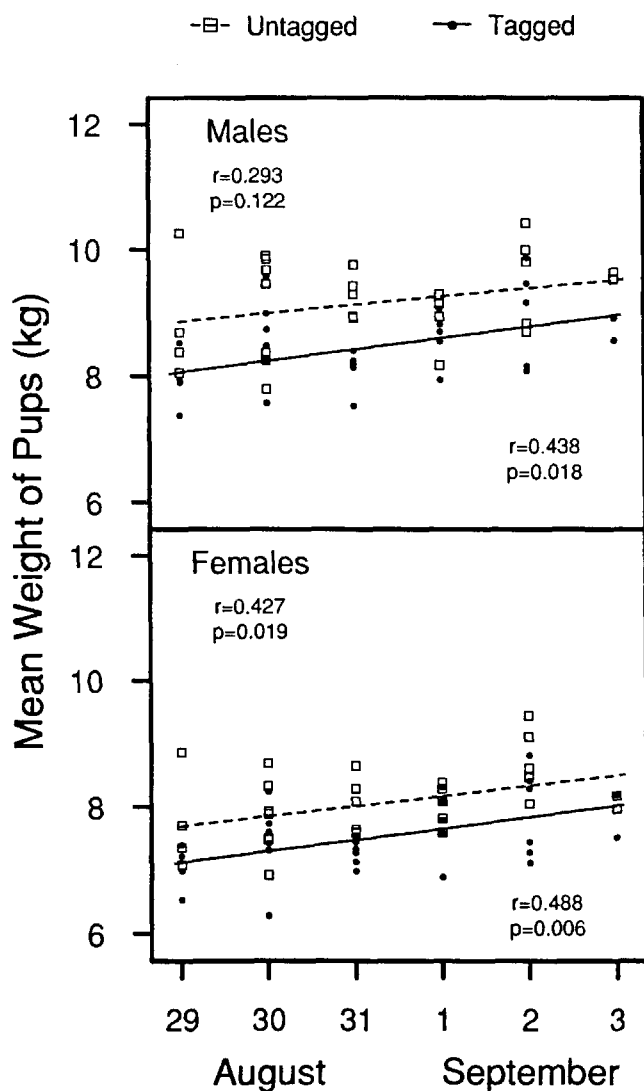 Untagged Tagged
Mean Weight of Pups (kg)
12
Males
r=0.293
p=0.122
10
8
r=0.438
p=0.018
6
12
Females
r=0.427
p=0.019
10
8
r=0.488
p=0.006
6
29 30 31 1 2 3
August September